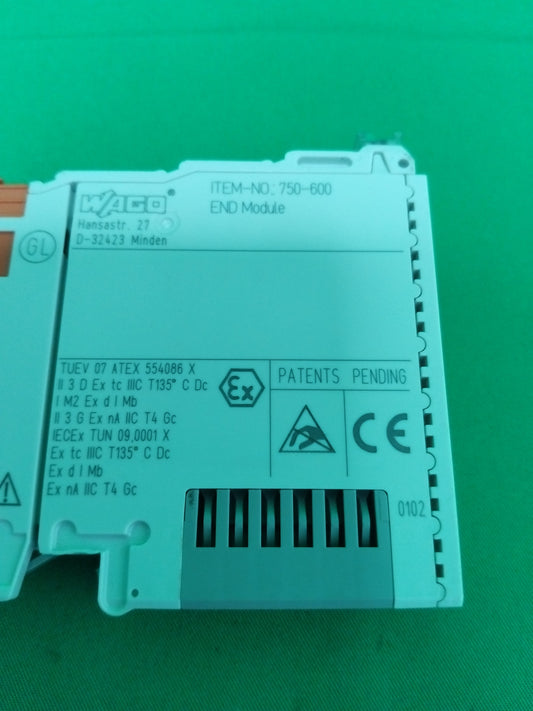 WAGO
ITEM-NO.: 750-600
END Module
Hansastr. 27
D-32423 Minden
GL
TUEV 07 ATEX 554086 X
II 3 D Ex tc IIIC T135° C Dc
I M2 Ex d I Mb
II 3 G Ex nA IIC T4 Gc
IECEx TUN 09.0001 X
Ex tc IIIC T135° C Dc
Ex d I Mb
Ex nA IIC T4 Gc
Ex
PATENTS PENDING
CE
0102